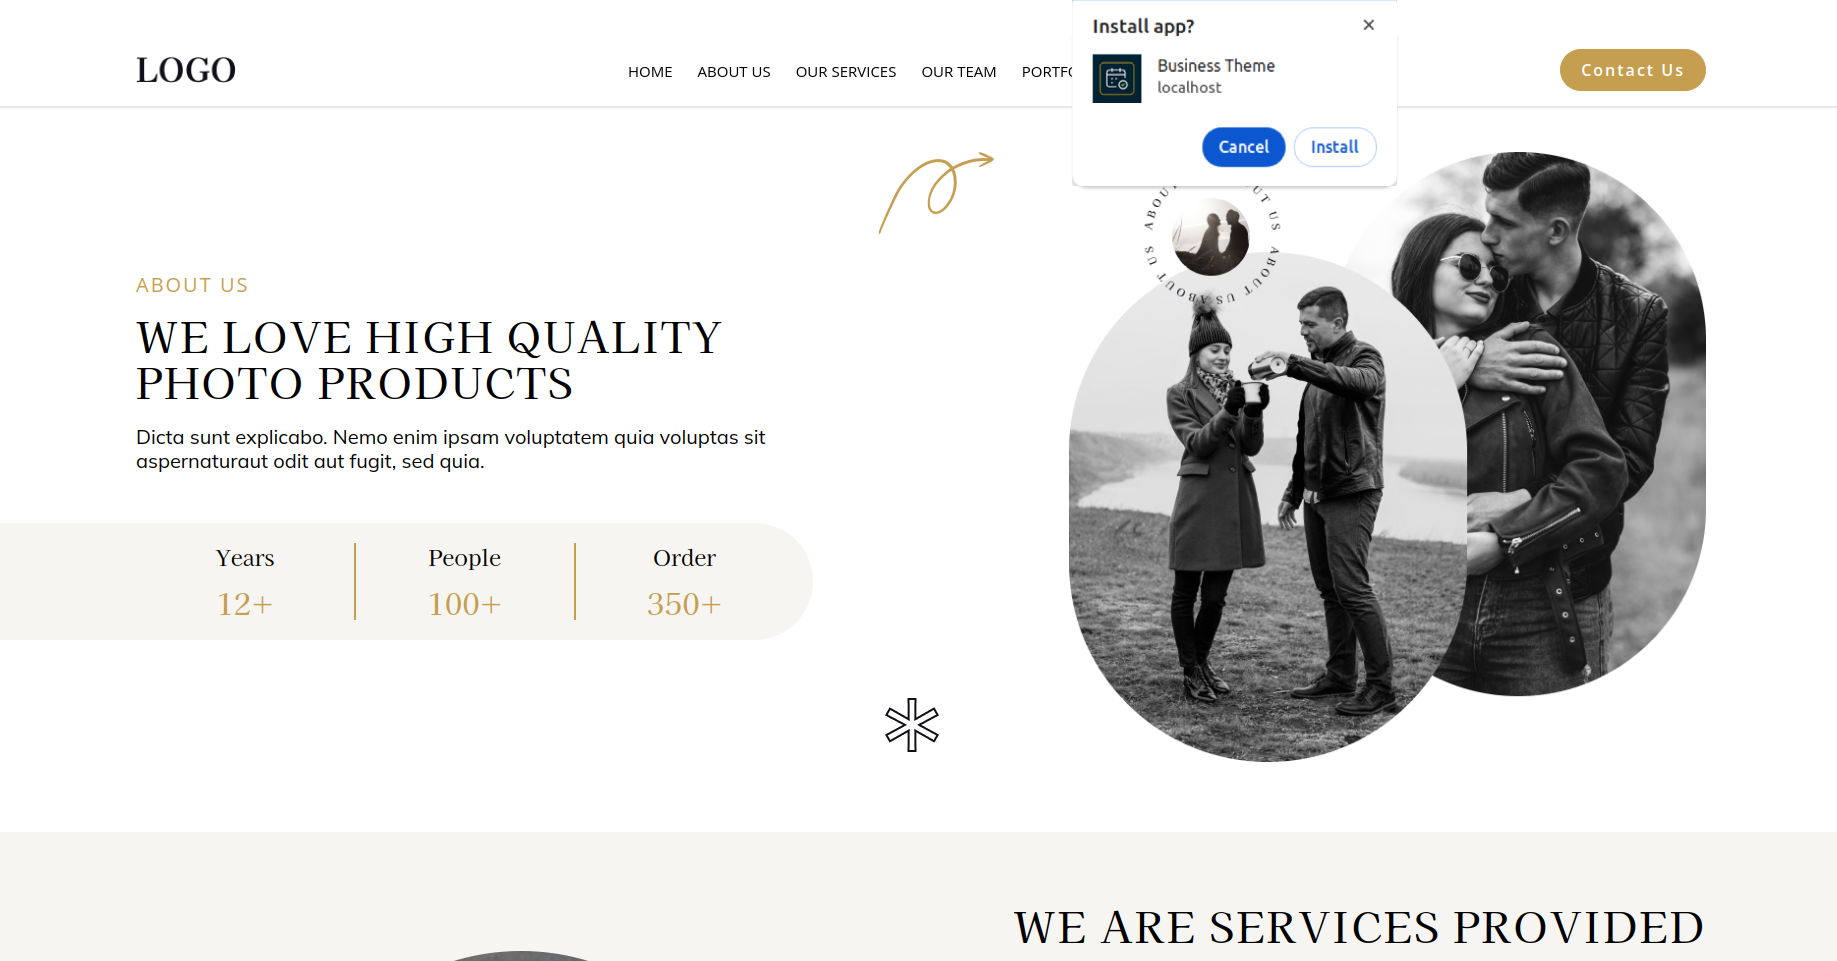 Install app?
Business Theme
localhost
Cancel
Install
LOGO
HOME
ABOUT US
OUR SERVICES
OUR TEAM
Contact Us
ABOUT US
WE LOVE HIGH QUALITY
PHOTO PRODUCTS
Dicta sunt explicabo. Nemo enim ipsam voluptatem quia voluptas sit
aspernaturaut odit aut fugit, sed quia.
ABOUT US ABOUT US ABOUT US
Years
People
Order
12+
100+
350+
WE ARE SERVICES PROVIDED